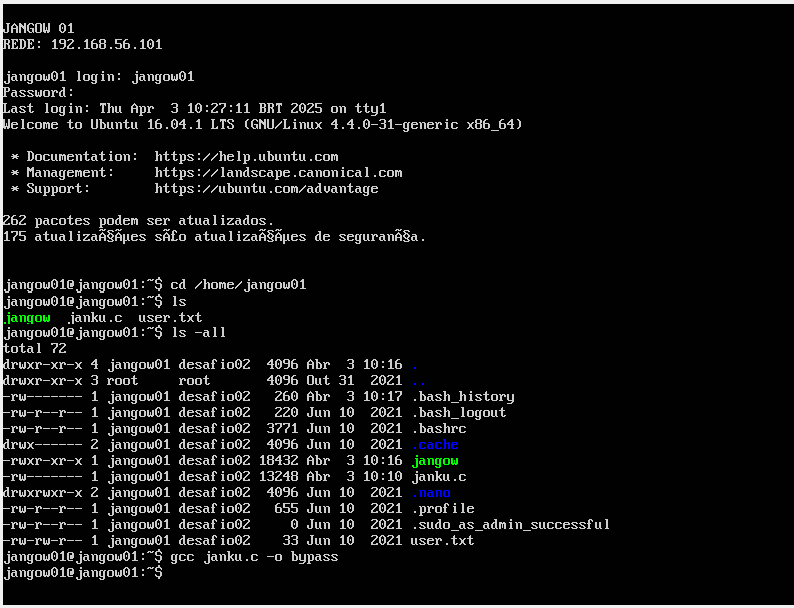 JANGOW 01
REDE: 192.168.56.101
jangow01 login: jangow01
Password:
Last login: Thu Apr  3 10:27:11 BRT 2025 on tty1
Welcome to Ubuntu 16.04.1 LTS (GNU/Linux 4.4.0-31-generic x86_64)
 * Documentation:  https://help.ubuntu.com
 * Management:     https://landscape.canonical.com
 * Support:        https://ubuntu.com/advantage
262 pacotes podem ser atualizados.
175 atualizaÃ§Ãµes sÃ£o atualizaÃ§Ãµes de seguranÃ§a.
jangow01@jangow01:~$ cd /home/jangow01
jangow01@jangow01:~$ ls
jangow  janku.c  user.txt
jangow01@jangow01:~$ ls -all
total 72
drwxr-xr-x 4 jangow01 desafio02  4096 Abr  3 10:16 .
drwxr-xr-x 3 root     root       4096 Out 31  2021 ..
-rw------- 1 jangow01 desafio02   260 Abr  3 10:17 .bash_history
-rw-r--r-- 1 jangow01 desafio02   220 Jun 10  2021 .bash_logout
-rw-r--r-- 1 jangow01 desafio02  3771 Jun 10  2021 .bashrc
drwx------ 2 jangow01 desafio02  4096 Jun 10  2021 .cache
-rwxr-xr-x 1 jangow01 desafio02 18432 Abr  3 10:16 jangow
-rw------- 1 jangow01 desafio02 13248 Abr  3 10:10 janku.c
drwxrwxr-x 2 jangow01 desafio02  4096 Jun 10  2021 .nano
-rw-r--r-- 1 jangow01 desafio02   655 Jun 10  2021 .profile
-rw-r--r-- 1 jangow01 desafio02     0 Jun 10  2021 .sudo_as_admin_successful
-rw-rw-r-- 1 jangow01 desafio02    33 Jun 10  2021 user.txt
jangow01@jangow01:~$ gcc janku.c -o bypass
jangow01@jangow01:~$